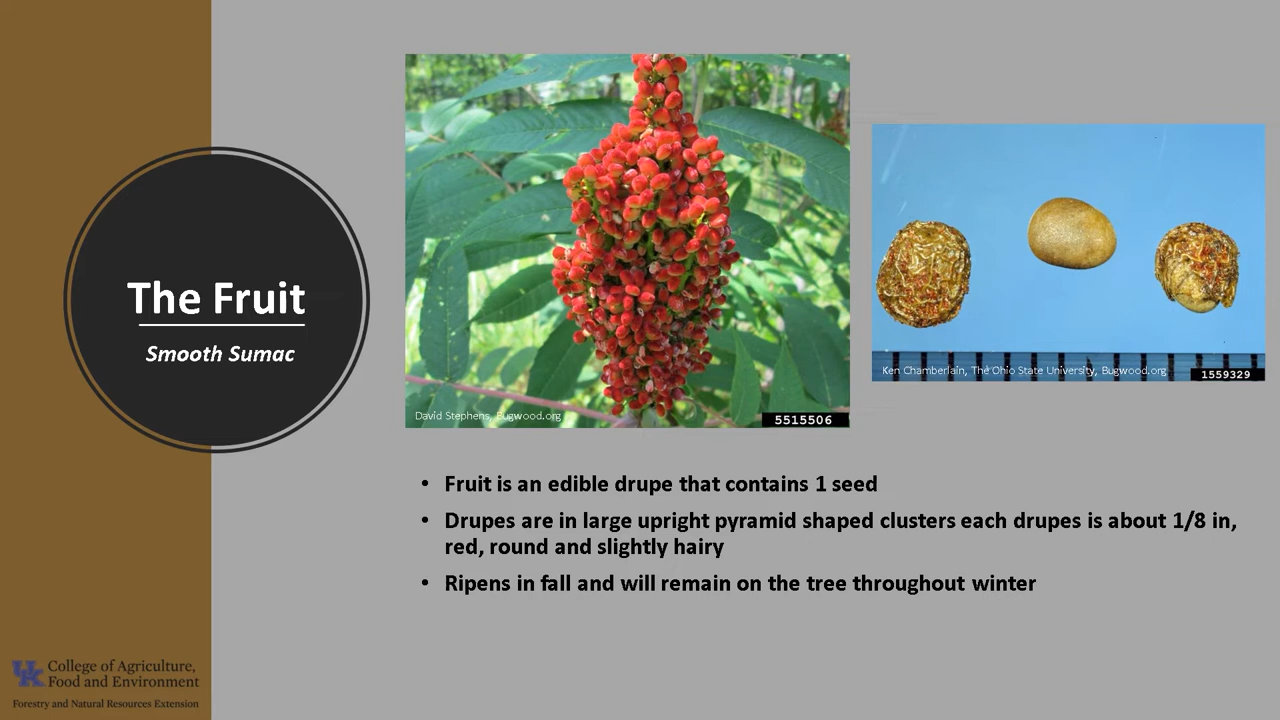 The Fruit
Smooth Sumac
David Stephens, Bugwood.org
5515506
Ken Chamberlain, The Ohio State University, Bugwood.org
1559329
• Fruit is an edible drupe that contains 1 seed
• Drupes are in large upright pyramid shaped clusters each drupes is about 1/8 in,
red, round and slightly hairy
• Ripens in fall and will remain on the tree throughout winter
UK
College of Agriculture,
Food and Environment
Forestry and Natural Resources Extension